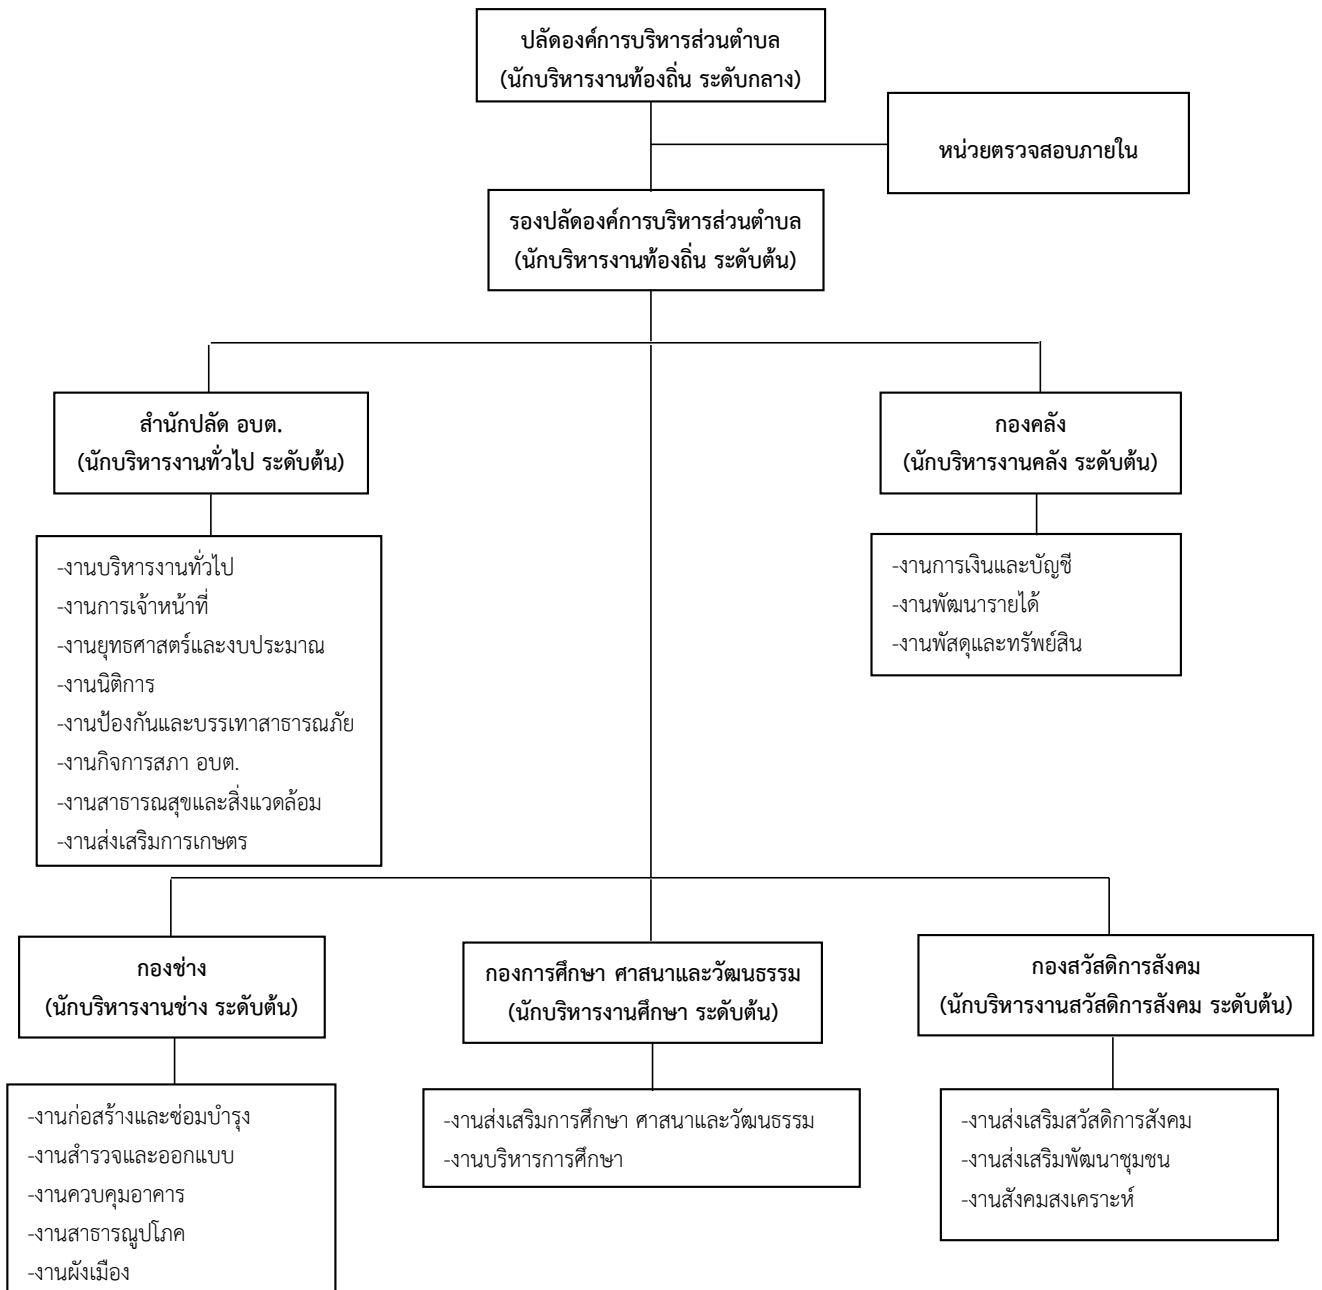 ปลัดองค์การบริหารส่วนตำบล
(นักบริหารงานท้องถิ่น ระดับกลาง)
หน่วยตรวจสอบภายใน
รองปลัดองค์การบริหารส่วนตำบล
(นักบริหารงานท้องถิ่น ระดับต้น)
สำนักปลัด อบต.
(นักบริหารงานทั่วไป ระดับต้น)
-งานบริหารงานทั่วไป
-งานการเจ้าหน้าที่
-งานยุทธศาสตร์และงบประมาณ
-งานนิติการ
-งานป้องกันและบรรเทาสาธารณภัย
-งานกิจการสภา อบต.
-งานสาธารณสุขและสิ่งแวดล้อม
-งานส่งเสริมการเกษตร
กองคลัง
(นักบริหารงานคลัง ระดับต้น)
-งานการเงินและบัญชี
-งานพัฒนารายได้
-งานพัสดุและทรัพย์สิน
กองช่าง
(นักบริหารงานช่าง ระดับต้น)
-งานก่อสร้างและซ่อมบำรุง
-งานสำรวจและออกแบบ
-งานควบคุมอาคาร
-งานสาธารณูปโภค
-งานผังเมือง
กองการศึกษา ศาสนาและวัฒนธรรม
(นักบริหารงานศึกษา ระดับต้น)
-งานส่งเสริมการศึกษา ศาสนาและวัฒนธรรม
-งานบริหารการศึกษา
กองสวัสดิการสังคม
(นักบริหารงานสวัสดิการสังคม ระดับต้น)
-งานส่งเสริมสวัสดิการสังคม
-งานส่งเสริมพัฒนาชุมชน
-งานสังคมสงเคราะห์